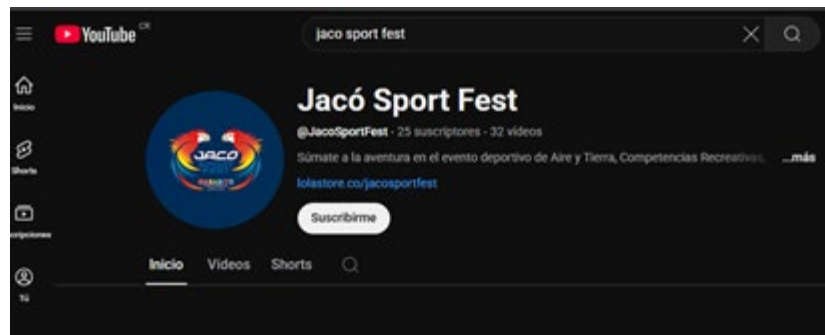 YouTube CR
jaco sport fest
Inicio
Shorts
Tú
Jacó Sport Fest
@JacoSportFest · 25 suscriptores · 32 videos
Súmate a la aventura en el evento deportivo de Aire y Tierra, Competencias Recreativas, ...más
lolastore.co/jacosportfest
Suscribirme
Inicio Videos Shorts
JACO